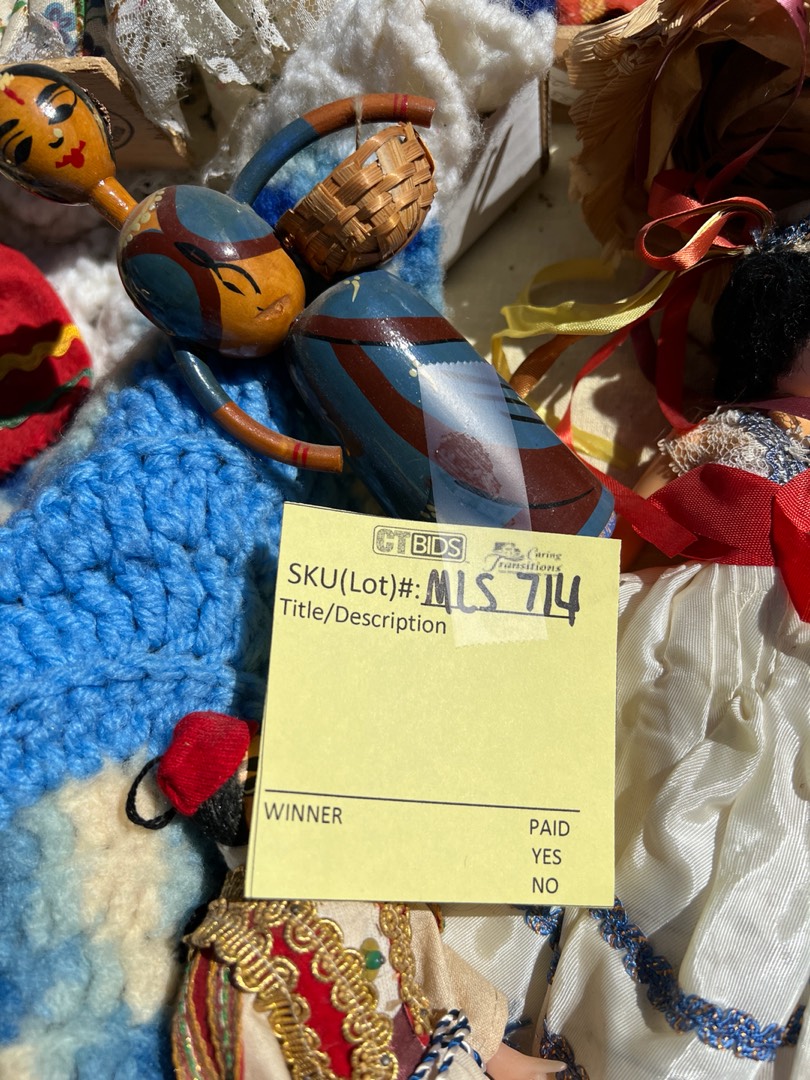 CTBIDS Caring Transitions
SKU(Lot)#: MLS 714
Title/Description
WINNER PAID
YES
NO